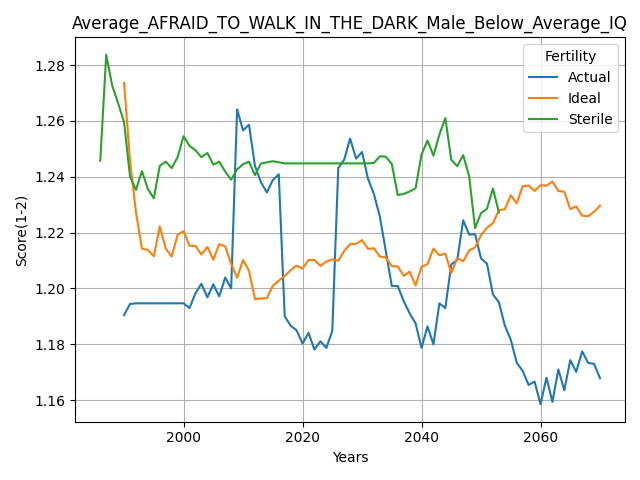 Average_AFRAID_TO_WALK_IN_THE_DARK_Male_Below_Average_IQ
Fertility
Actual
Ideal
Sterile
Score(1-2)
1.28
1.26
1.24
1.22
1.20
1.18
1.16
2000
2020
2040
2060
Years